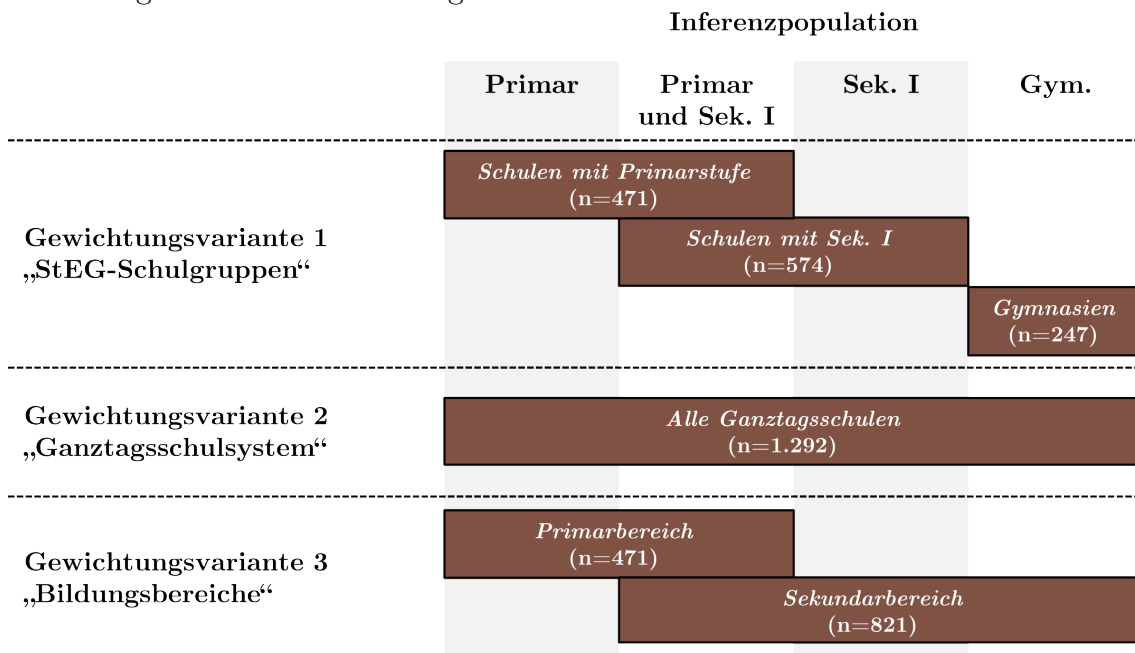 Inferenzpopulation
Primar
Primar
und Sek. I
Sek. I
Gym.
Gewichtungsvariante 1
„StEG-Schulgruppen“
Schulen mit Primarstufe
(n=471)
Schulen mit Sek. I
(n=574)
Gymnasien
(n=247)
Gewichtungsvariante 2
„Ganztagsschulsystem“
Alle Ganztagsschulen
(n=1.292)
Gewichtungsvariante 3
„Bildungsbereiche“
Primarbereich
(n=471)
Sekundarbereich
(n=821)